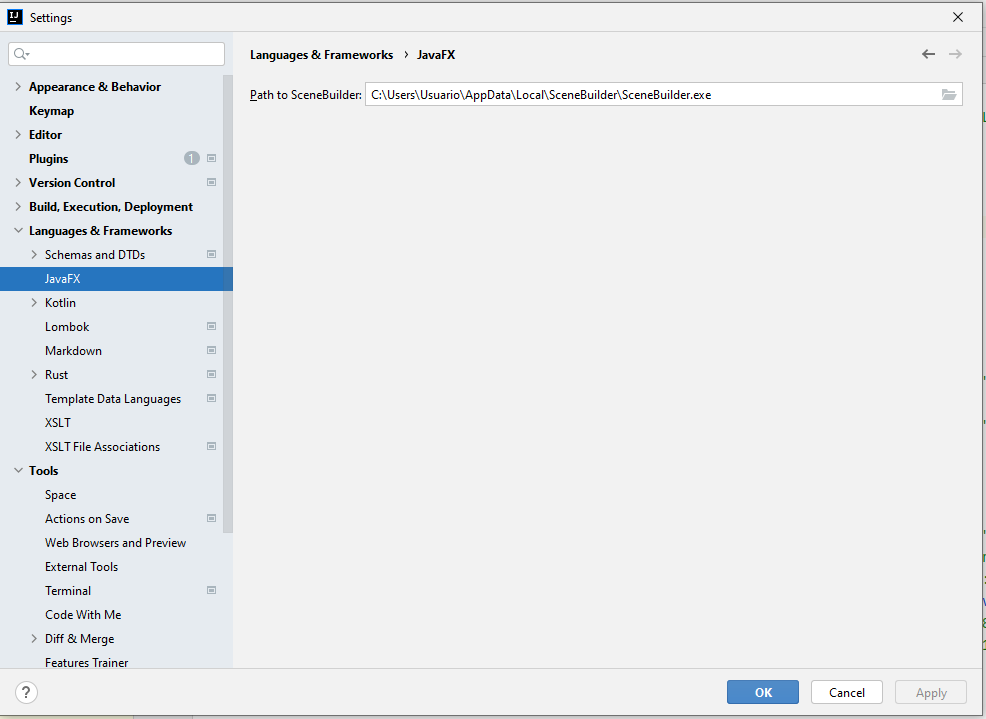 Settings
Languages & Frameworks › JavaFX
Path to SceneBuilder: C:\Users\Usuario\AppData\Local\SceneBuilder\SceneBuilder.exe
Appearance & Behavior
Keymap
Editor
Plugins 1
Version Control
Build, Execution, Deployment
Languages & Frameworks
Schemas and DTDs
JavaFX
Kotlin
Lombok
Markdown
Rust
Template Data Languages
XSLT
XSLT File Associations
Tools
Space
Actions on Save
Web Browsers and Preview
External Tools
Terminal
Code With Me
Diff & Merge
Features Trainer
? OK Cancel Apply